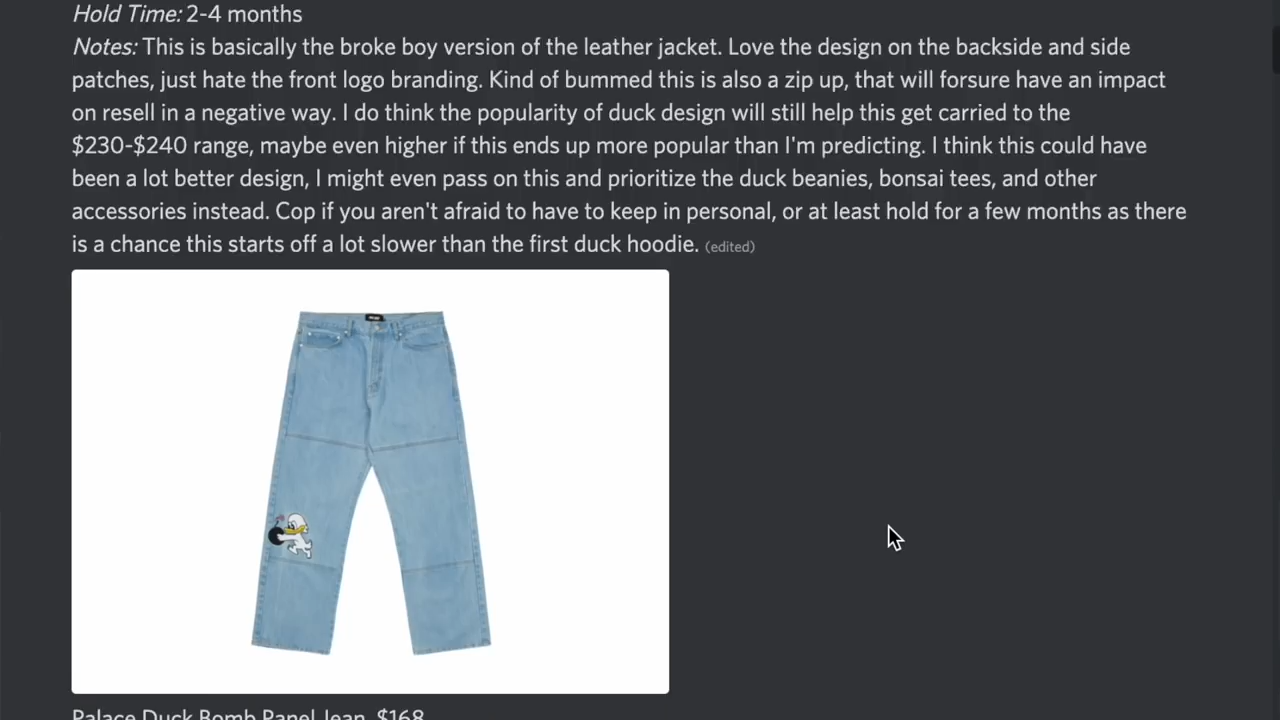 Hold Time: 2-4 months
Notes: This is basically the broke boy version of the leather jacket. Love the design on the backside and side
patches, just hate the front logo branding. Kind of bummed this is also a zip up, that will forsure have an impact
on resell in a negative way. I do think the popularity of duck design will still help this get carried to the
$230-$240 range, maybe even higher if this ends up more popular than I'm predicting. I think this could have
been a lot better design, I might even pass on this and prioritize the duck beanies, bonsai tees, and other
accessories instead. Cop if you aren't afraid to have to keep in personal, or at least hold for a few months as there
is a chance this starts off a lot slower than the first duck hoodie. (edited)
Palace Duck Bomb Panel Jean, $168